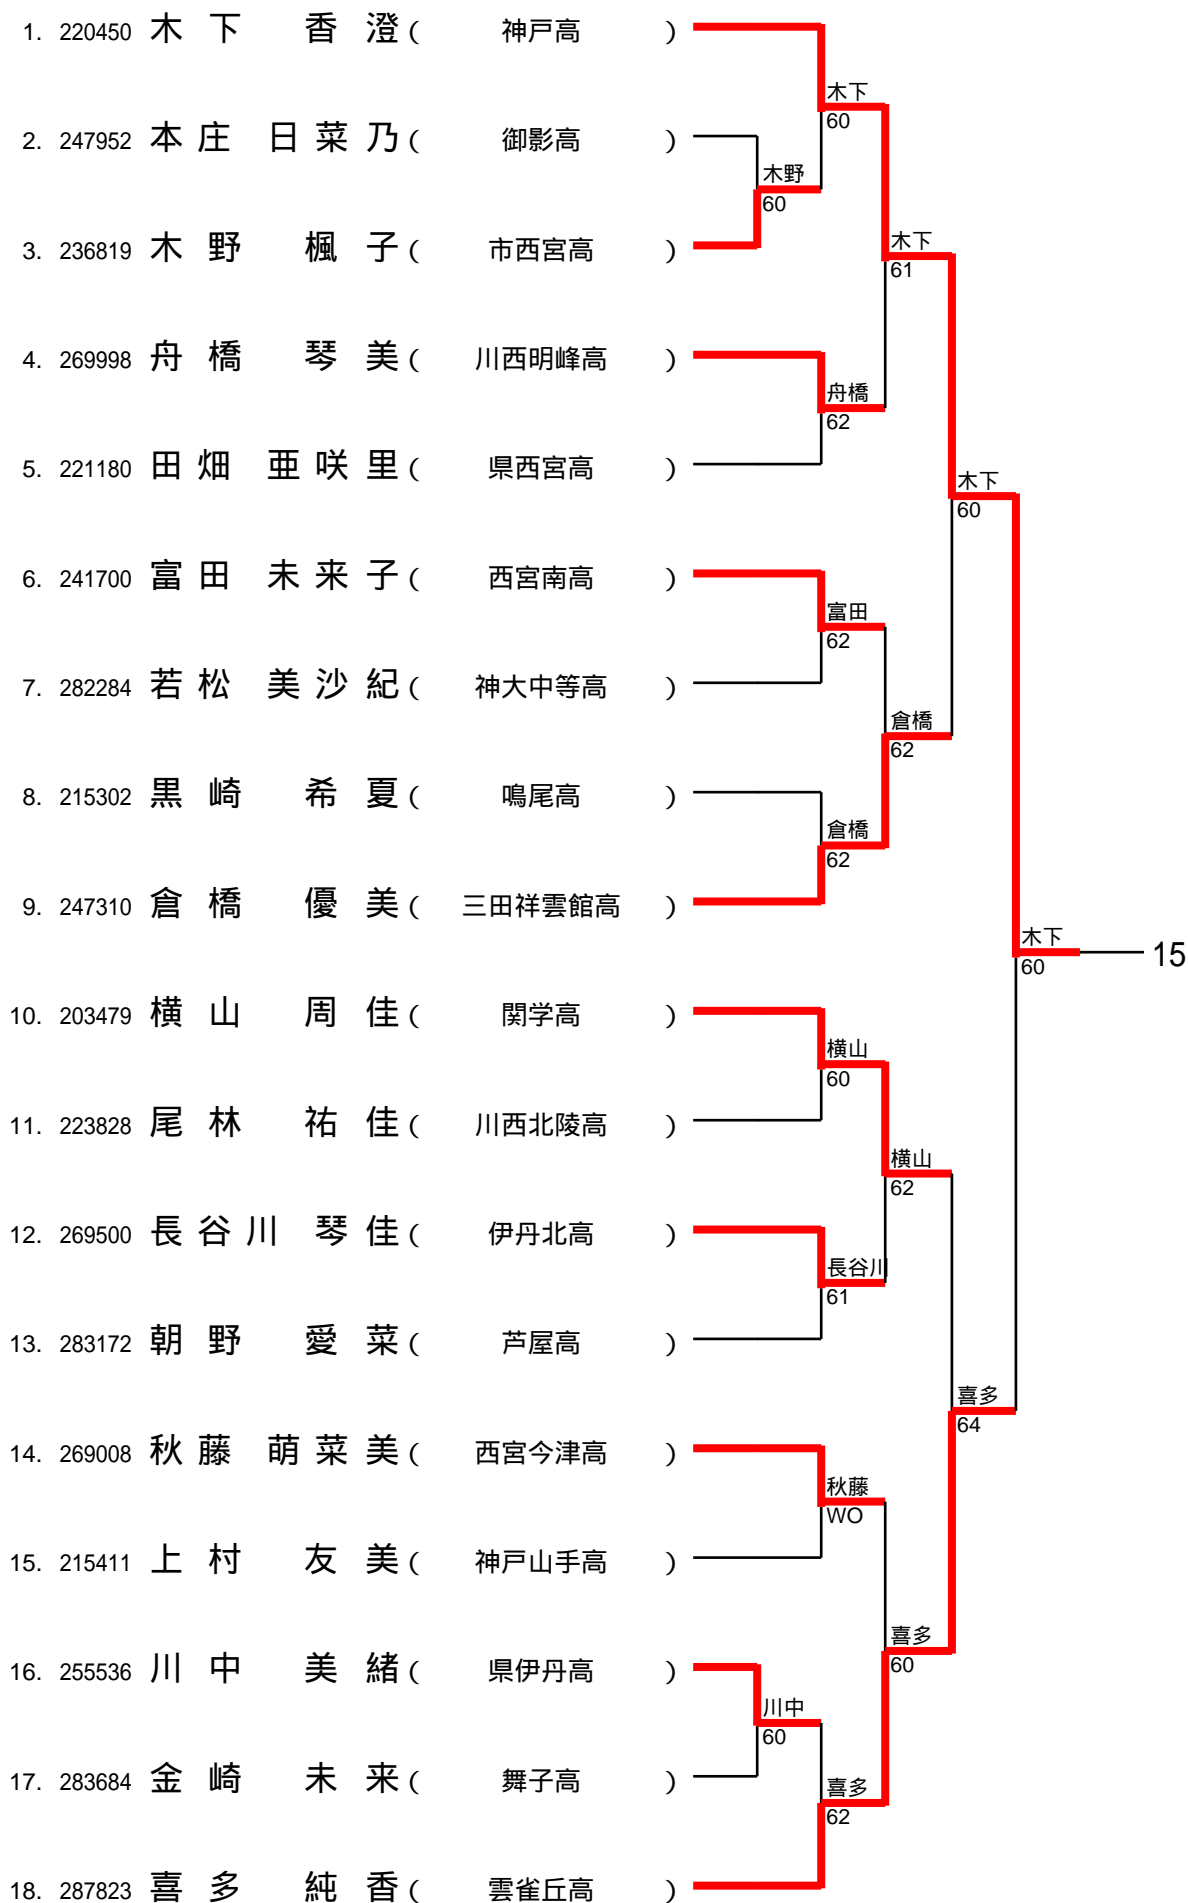 1. 220450 木下 香澄 ( 神戸高 )
木下
60
2. 247952 本庄 日菜乃 ( 御影高 )
木野
60
3. 236819 木野 楓子 ( 市西宮高 )
木下
61
4. 269998 舟橋 琴美 ( 川西明峰高 )
舟橋
62
5. 221180 田畑 亜咲里 ( 県西宮高 )
木下
60
6. 241700 富田 未来子 ( 西宮南高 )
富田
62
7. 282284 若松 美沙紀 ( 神大中等高 )
倉橋
62
8. 215302 黒崎 希夏 ( 鳴尾高 )
倉橋
62
9. 247310 倉橋 優美 ( 三田祥雲館高 )
木下
60
15
10. 203479 横山 周佳 ( 関学高 )
横山
60
11. 223828 尾林 祐佳 ( 川西北陵高 )
横山
62
12. 269500 長谷川 琴佳 ( 伊丹北高 )
長谷川
61
13. 283172 朝野 愛菜 ( 芦屋高 )
喜多
64
14. 269008 秋藤 萌菜美 ( 西宮今津高 )
秋藤
WO
15. 215411 上村 友美 ( 神戸山手高 )
喜多
60
16. 255536 川中 美緒 ( 県伊丹高 )
川中
60
17. 283684 金崎 未来 ( 舞子高 )
喜多
62
18. 287823 喜多 純香 ( 雲雀丘高 )